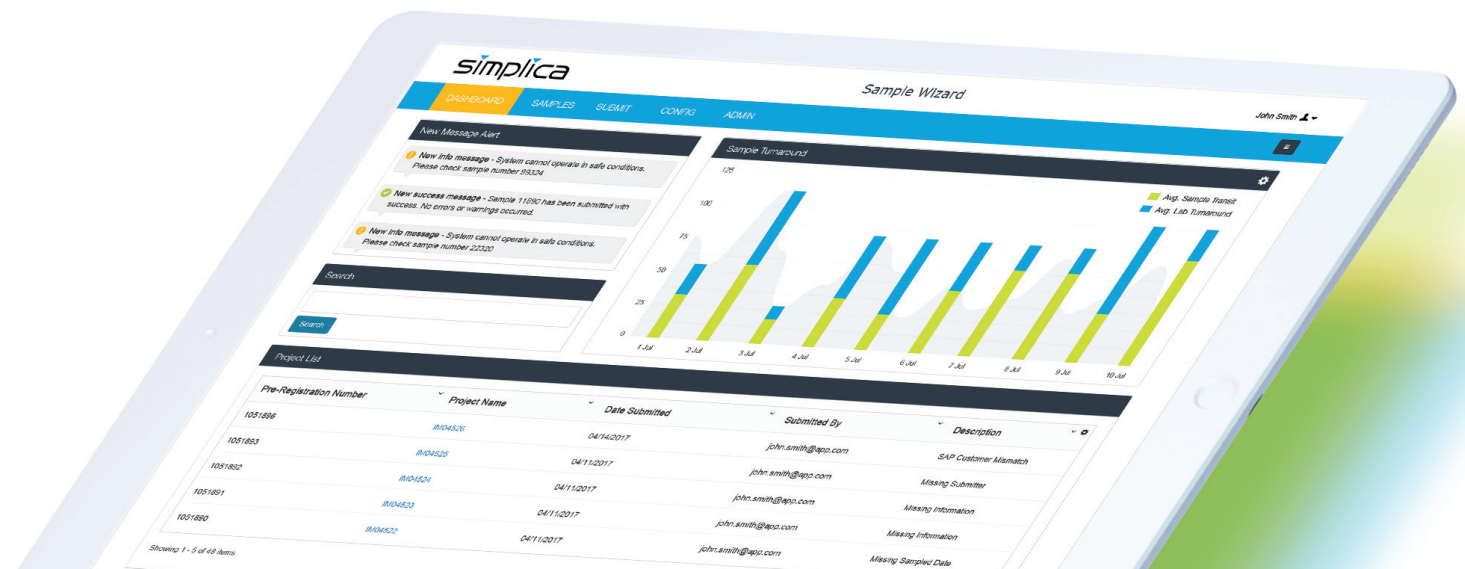 simplica
Sample Wizard
John Smith
DASHBOARD SAMPLES SUBMIT CONFIG ADMIN
New Message Alert
New info message - System cannot operate in safe conditions.
Please check sample number 99324
New success message - Sample 11890 has been submitted with
success. No errors or warnings occurred.
New info message - System cannot operate in safe conditions.
Please check sample number 22320
Search
Search
Sample Turnaround
Avg. Sample Transit
Avg. Lab Turnaround
125
100
75
50
25
0
1 Jul 2 Jul 3 Jul 4 Jul 5 Jul 6 Jul 7 Jul 8 Jul 9 Jul 10 Jul
Project List
Pre-Registration Number Project Name Date Submitted Submitted By Description
1051896 IM04526 04/14/2017 john.smith@app.com SAP Customer Mismatch
1051893 IM04525 04/11/2017 john.smith@app.com Missing Submitter
1051892 IM04524 04/11/2017 john.smith@app.com Missing Information
1051891 IM04523 04/11/2017 john.smith@app.com Missing Information
1051890 IM04522 04/11/2017 john.smith@app.com Missing Sampled Date
Showing 1 - 5 of 48 items